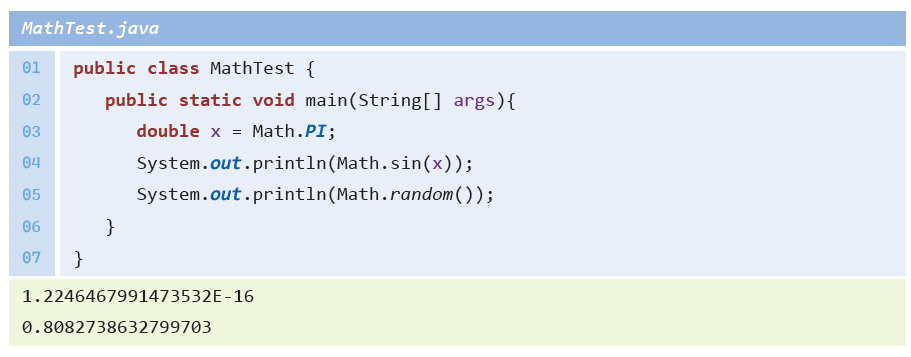 MathTest.java
01 public class MathTest {
02 public static void main(String[] args){
03 double x = Math.PI;
04 System.out.println(Math.sin(x));
05 System.out.println(Math.random());
06 }
07 }
1.2246467991473532E-16
0.8082738632799703